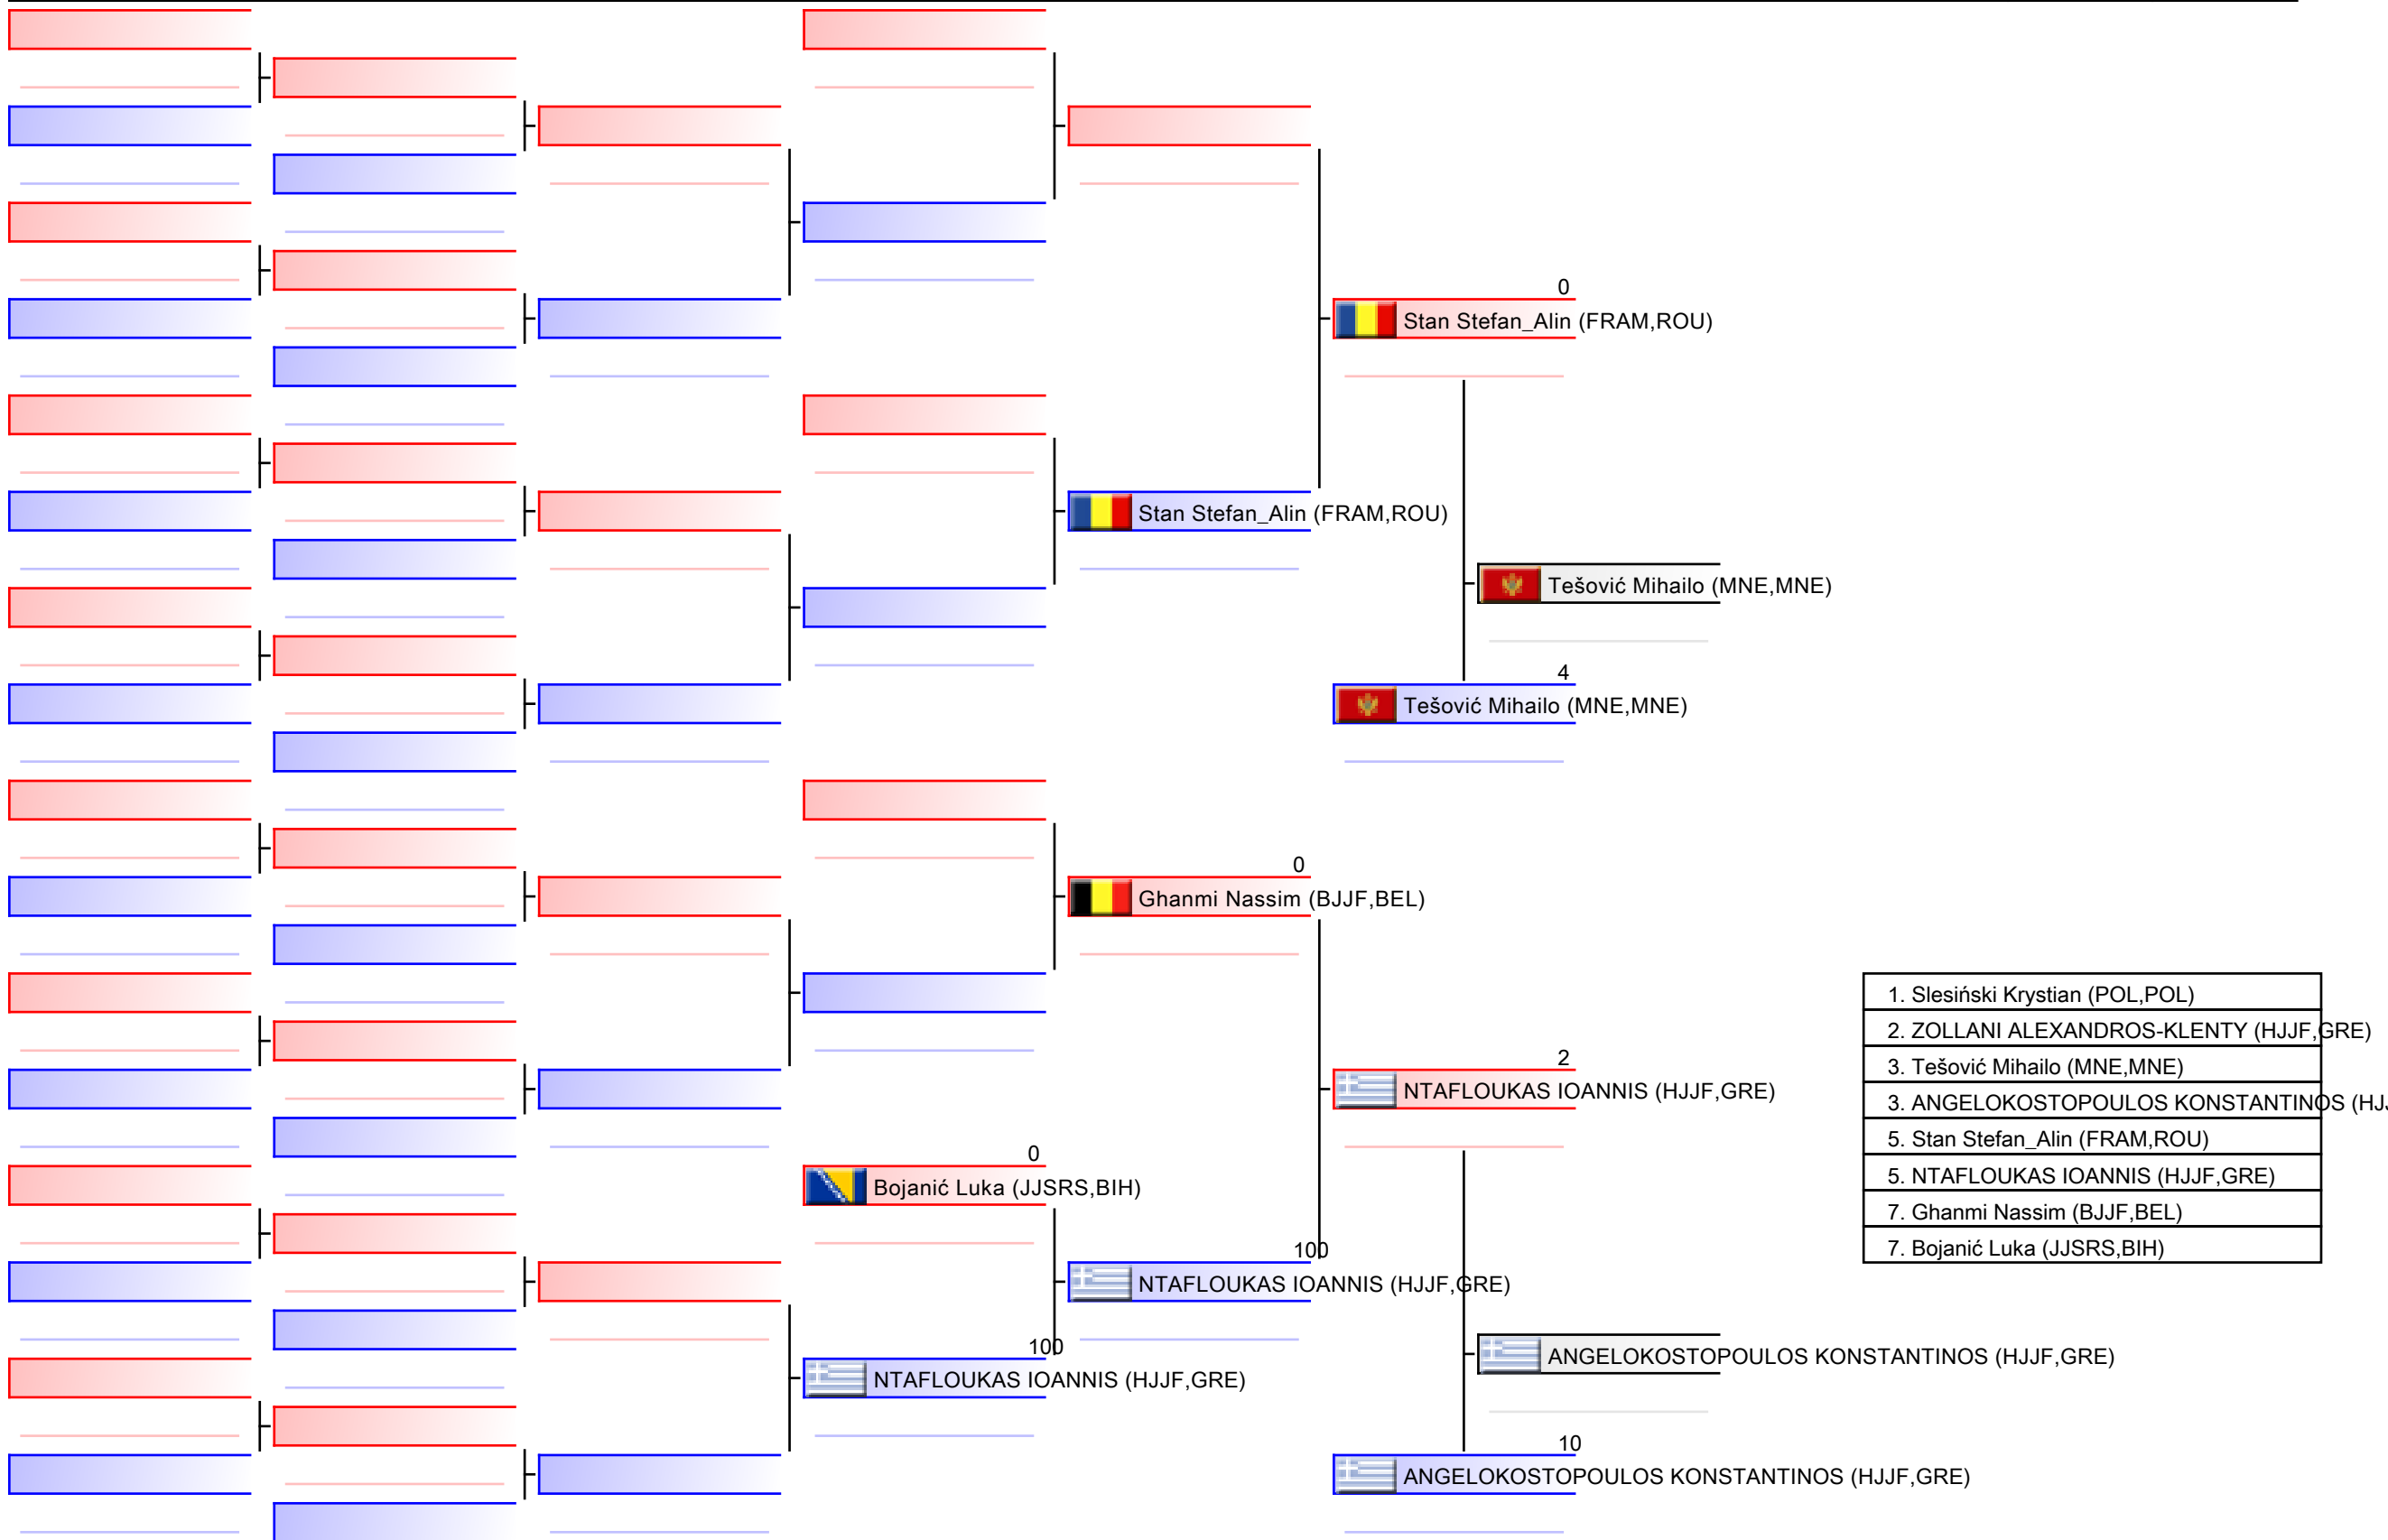 0
Stan Stefan_Alin (FRAM,ROU)
Stan Stefan_Alin (FRAM,ROU)
Tešović Mihailo (MNE,MNE)
4
Tešović Mihailo (MNE,MNE)
0
Ghanmi Nassim (BJJF,BEL)
2
NTAFLOUKAS IOANNIS (HJJF,GRE)
0
Bojanić Luka (JJSRS,BIH)
100
NTAFLOUKAS IOANNIS (HJJF,GRE)
100
NTAFLOUKAS IOANNIS (HJJF,GRE)
ANGELOKOSTOPOULOS KONSTANTINOS (HJJF,GRE)
10
ANGELOKOSTOPOULOS KONSTANTINOS (HJJF,GRE)
1. Slesiński Krystian (POL,POL)
2. ZOLLANI ALEXANDROS-KLENTY (HJJF,GRE)
3. Tešović Mihailo (MNE,MNE)
3. ANGELOKOSTOPOULOS KONSTANTINOS (HJ
5. Stan Stefan_Alin (FRAM,ROU)
5. NTAFLOUKAS IOANNIS (HJJF,GRE)
7. Ghanmi Nassim (BJJF,BEL)
7. Bojanić Luka (JJSRS,BIH)